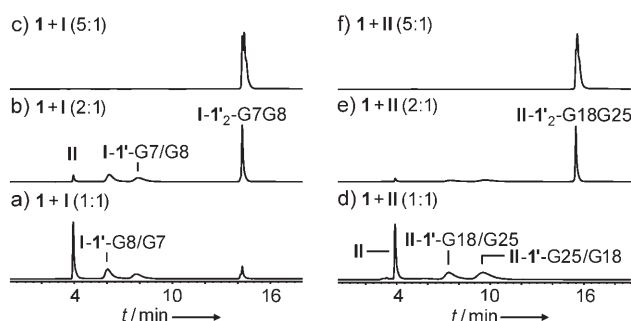 c) 1 + I (5:1)
b) 1 + I (2:1)
II
I-1'-G7/G8
I-1'2-G7G8
a) 1 + I (1:1)
I-1'-G8/G7
4
10
16
t / min
f) 1 + II (5:1)
e) 1 + II (2:1)
II-1'2-G18G25
d) 1 + II (1:1)
II
II-1'-G18/G25
II-1'-G25/G18
4
10
16
t / min